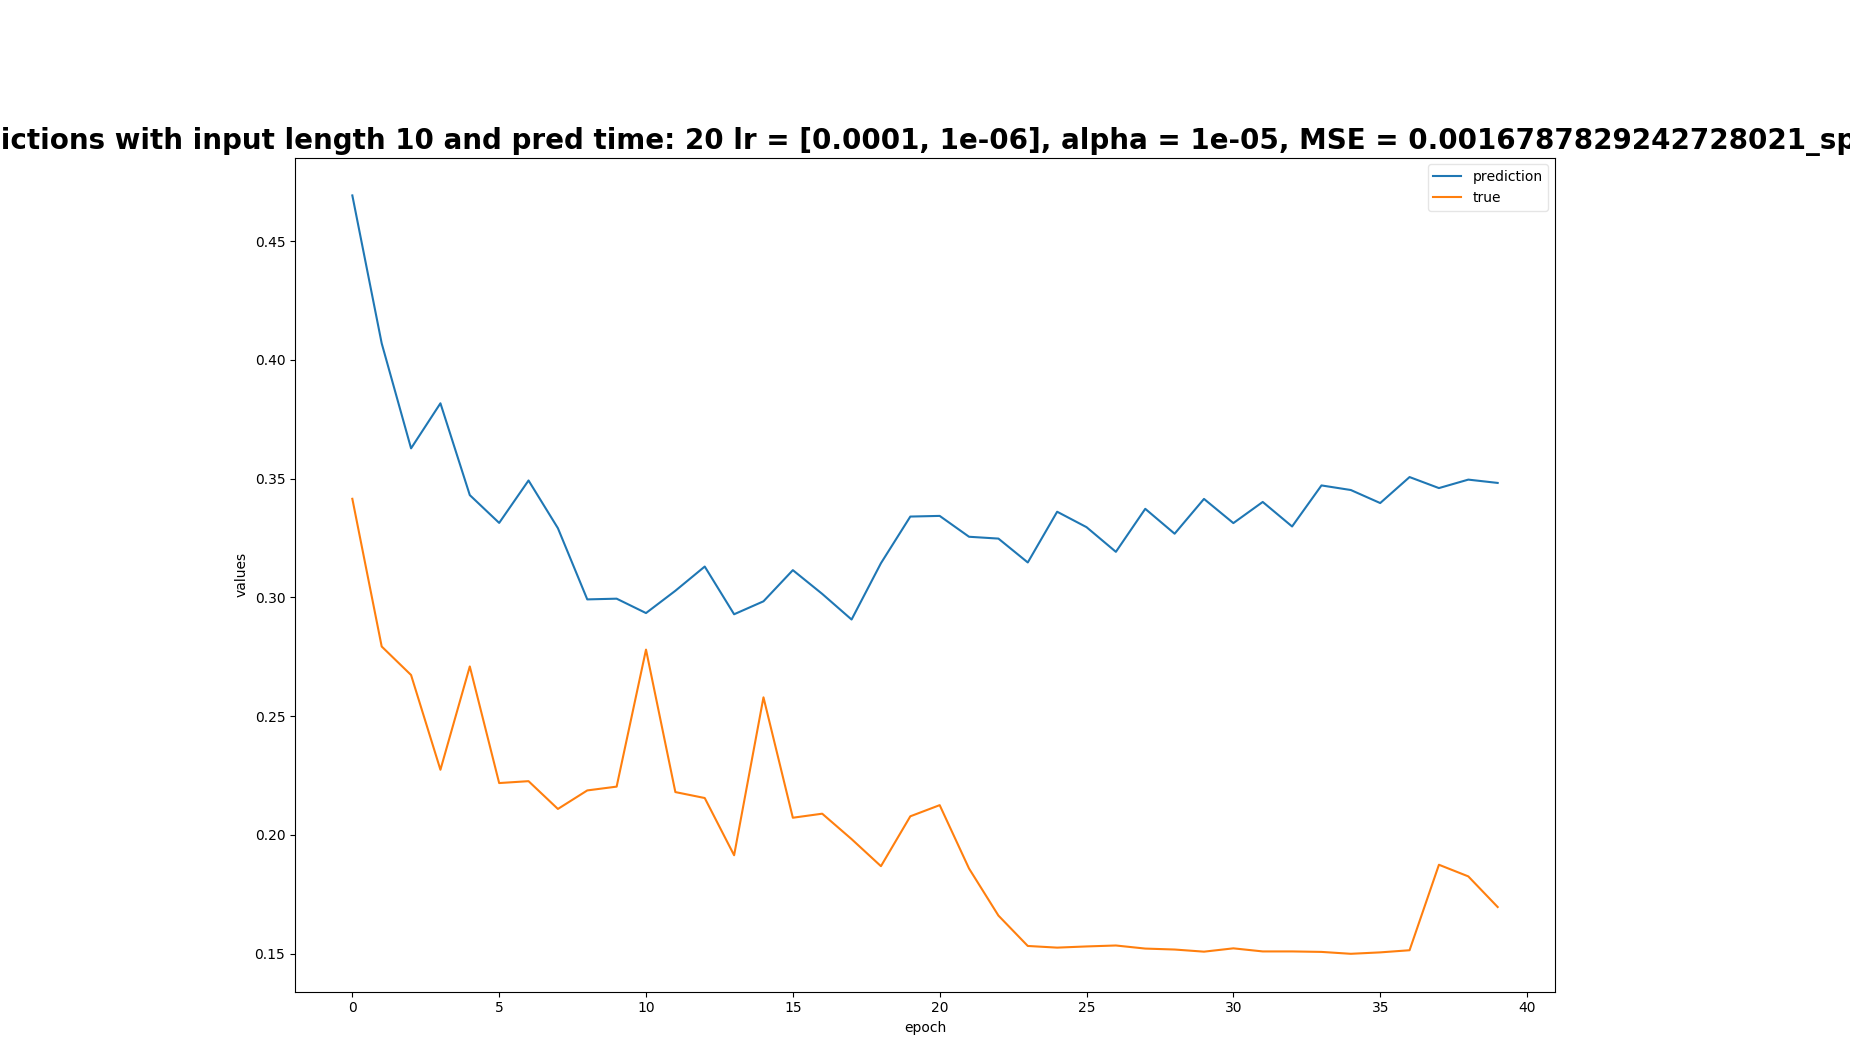 ictions with input length 10 and pred time: 20 lr = [0.0001, 1e-06], alpha = 1e-05, MSE = 0.0016787829242728021_sp
prediction
true
0.45
0.40
0.35
0.30
0.25
0.20
0.15
values
0 5 10 15 20 25 30 35 40
epoch